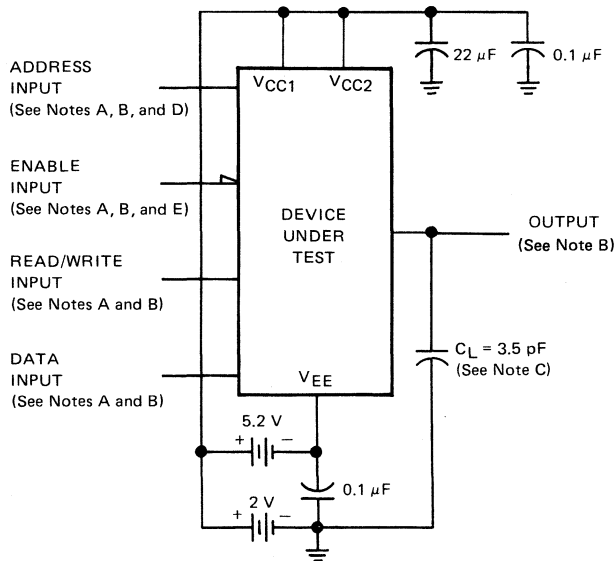 22 μF
0.1 μF
ADDRESS
INPUT
(See Notes A, B, and D)
VCC1
VCC2
ENABLE
INPUT
(See Notes A, B, and E)
DEVICE
UNDER
TEST
OUTPUT
(See Note B)
READ/WRITE
INPUT
(See Notes A and B)
CL = 3.5 pF
(See Note C)
DATA
INPUT
(See Notes A and B)
VEE
5.2 V
+ −
0.1 μF
2 V
+ −